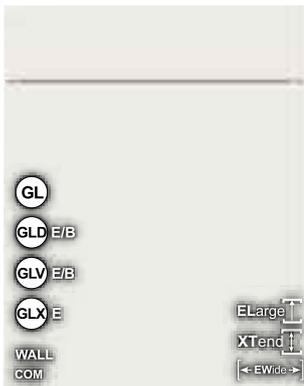 GL
GLD E/B
GLV E/B
GLX E
WALL
COM
ELarge
XTend
EWide